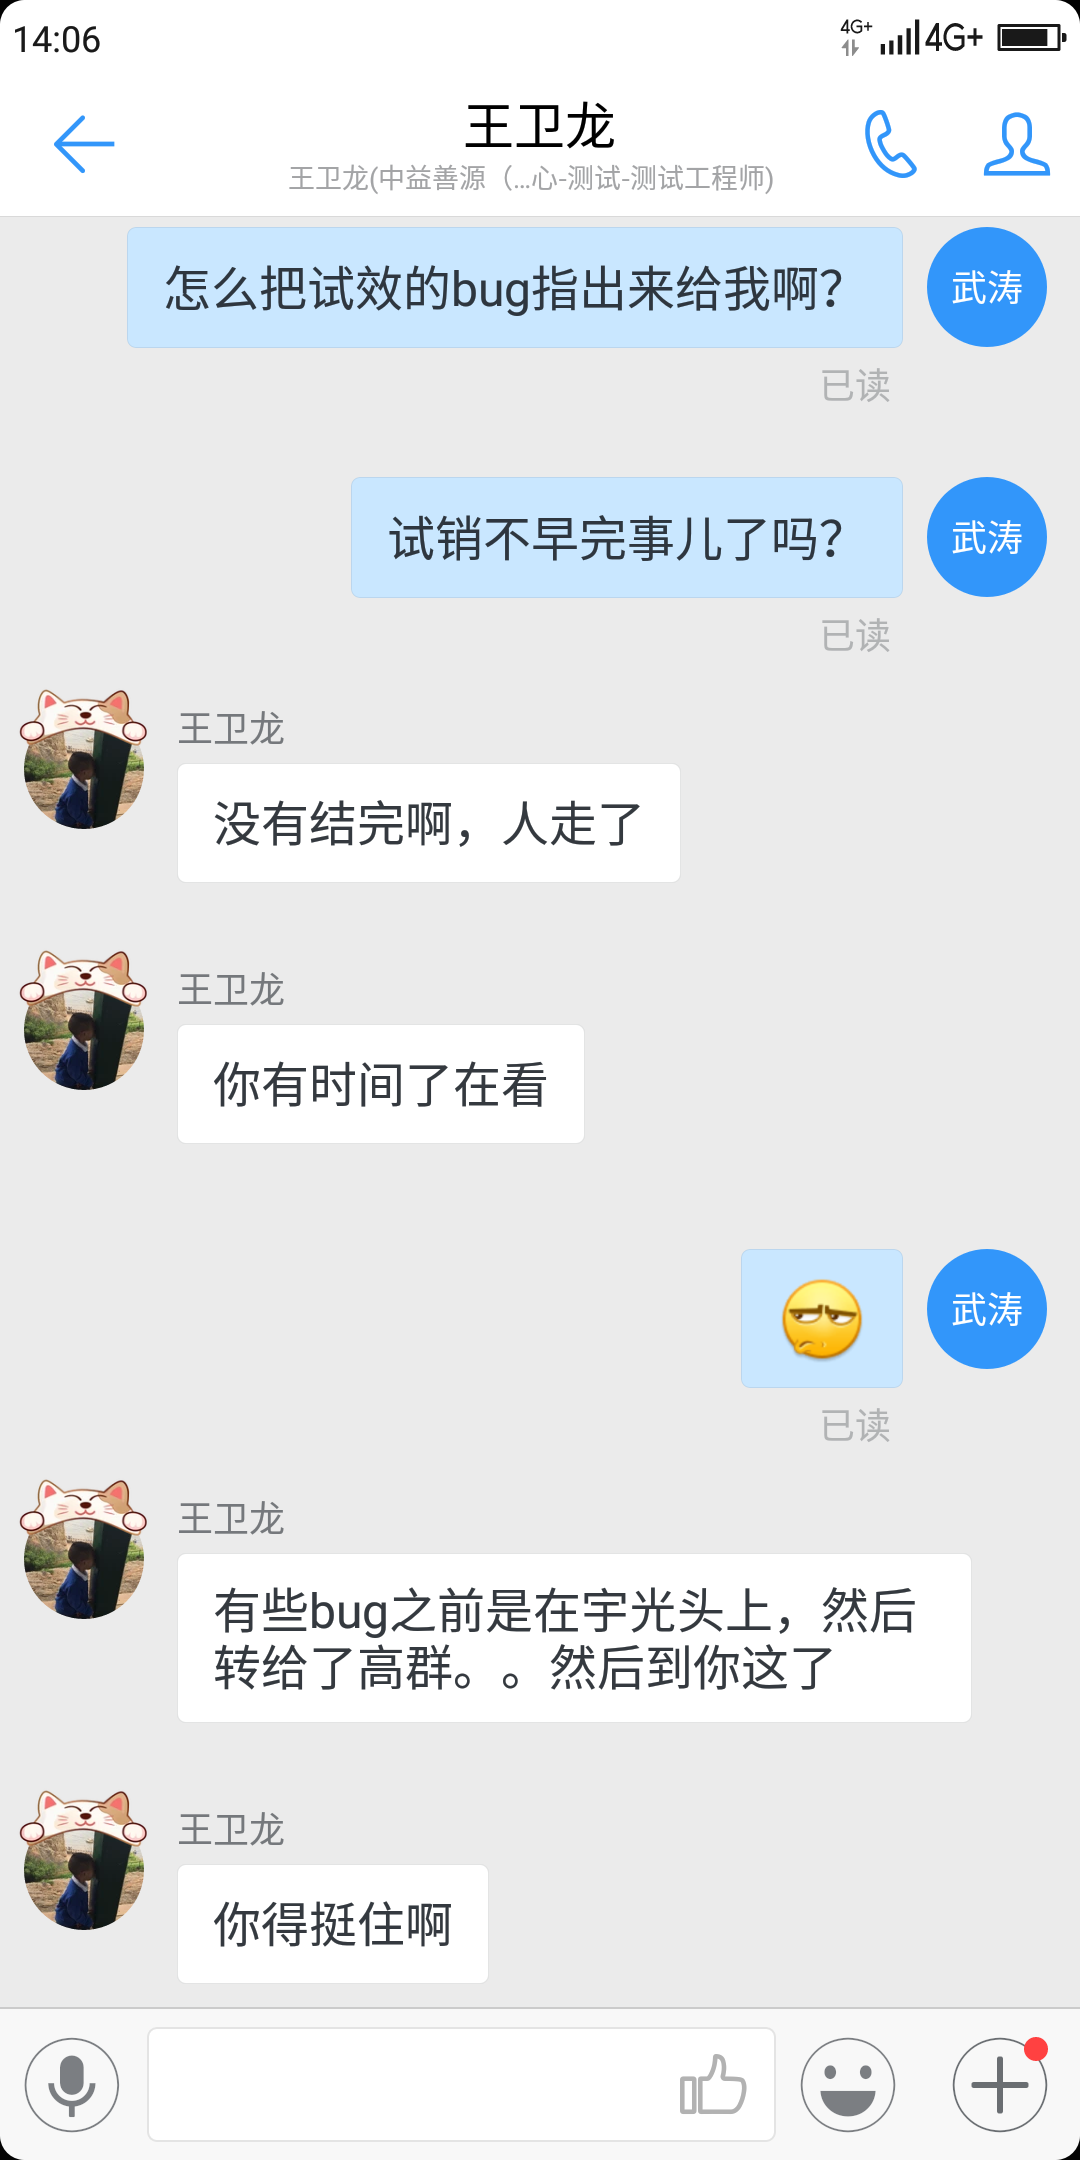 14:06
4G+
4G+
王卫龙
王卫龙(中益善源（...心-测试-测试工程师)
怎么把试效的bug指出来给我啊？
武涛
已读
试销不早完事儿了吗？
武涛
已读
王卫龙
没有结完啊，人走了
王卫龙
你有时间了在看
武涛
已读
王卫龙
有些bug之前是在宇光头上，然后
转给了高群。。然后到你这了
王卫龙
你得挺住啊